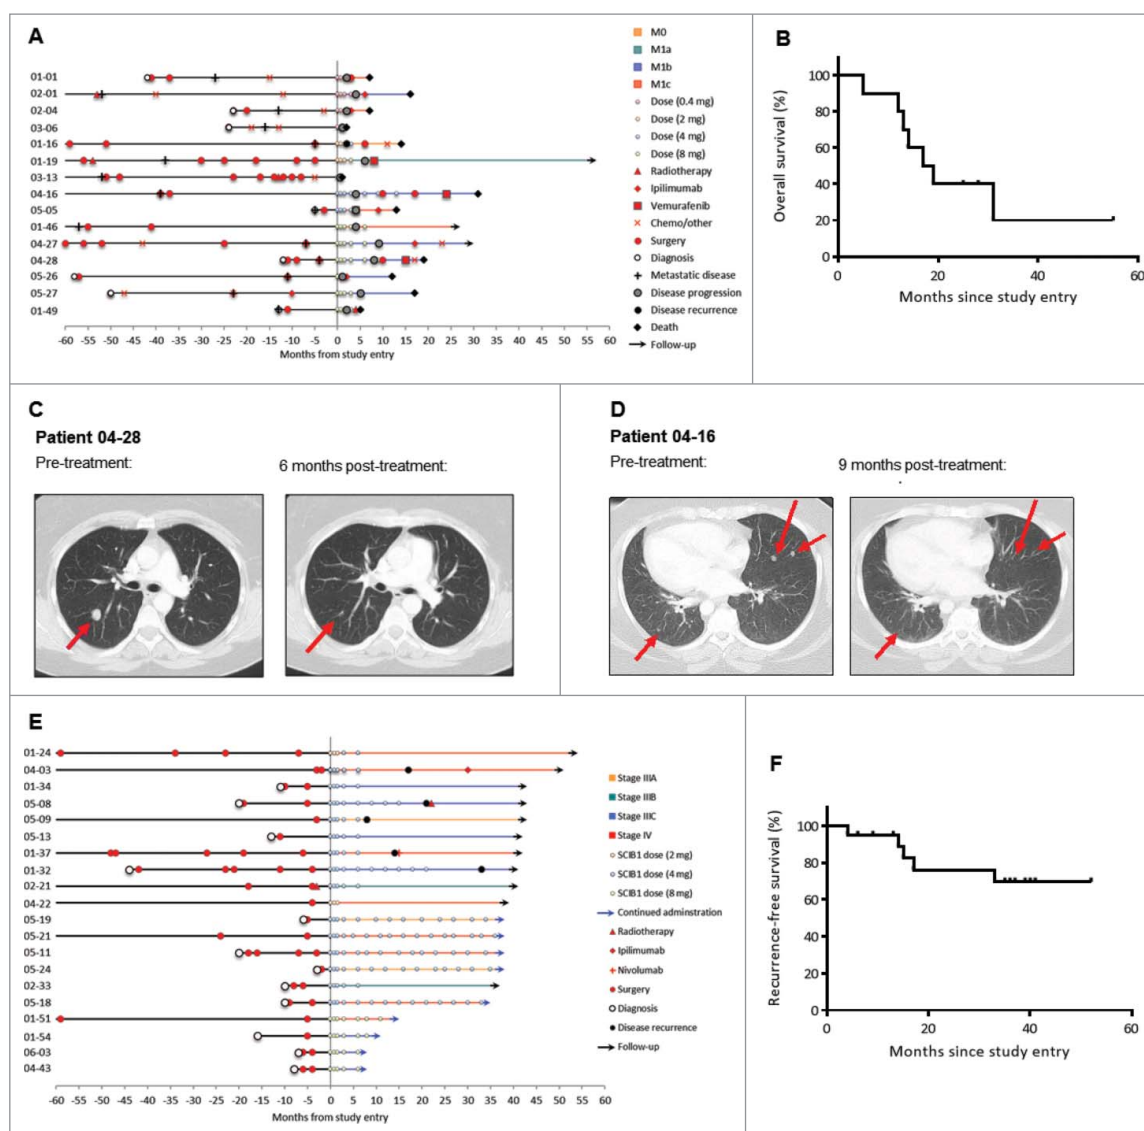 A
01-01
02-01
02-04
03-06
01-16
01-19
03-13
04-16
05-05
01-46
04-27
04-28
05-26
05-27
01-49
-60 -55 -50 -45 -40 -35 -30 -25 -20 -15 -10 -5 0 5 10 15 20 25 30 35 40 45 50 55 60
Months from study entry
M0
M1a
M1b
M1c
Dose (0.4 mg)
Dose (2 mg)
Dose (4 mg)
Dose (8 mg)
Radiotherapy
Ipilimumab
Vemurafenib
Chemo/other
Surgery
Diagnosis
Metastatic disease
Disease progression
Disease recurrence
Death
Follow-up
B
Overall survival (%)
100
80
60
40
20
0
0 20 40 60
Months since study entry
C
Patient 04-28
Pre-treatment:
6 months post-treatment:
D
Patient 04-16
Pre-treatment:
9 months post-treatment:
E
01-24
04-03
01-34
05-08
05-09
05-13
01-37
01-32
02-21
04-22
05-19
05-21
05-11
05-24
02-33
05-18
01-51
01-54
06-03
04-43
-60 -55 -50 -45 -40 -35 -30 -25 -20 -15 -10 -5 0 5 10 15 20 25 30 35 40 45 50 55 60
Months from study entry
Stage IIIA
Stage IIIB
Stage IIIC
Stage IV
SCIB1 dose (2 mg)
SCIB1 dose (4 mg)
SCIB1 dose (8 mg)
Continued adminstration
Radiotherapy
Ipilimumab
Nivolumab
Surgery
Diagnosis
Disease recurrence
Follow-up
F
Recurrence-free survival (%)
100
80
60
40
20
0
0 20 40 60
Months since study entry